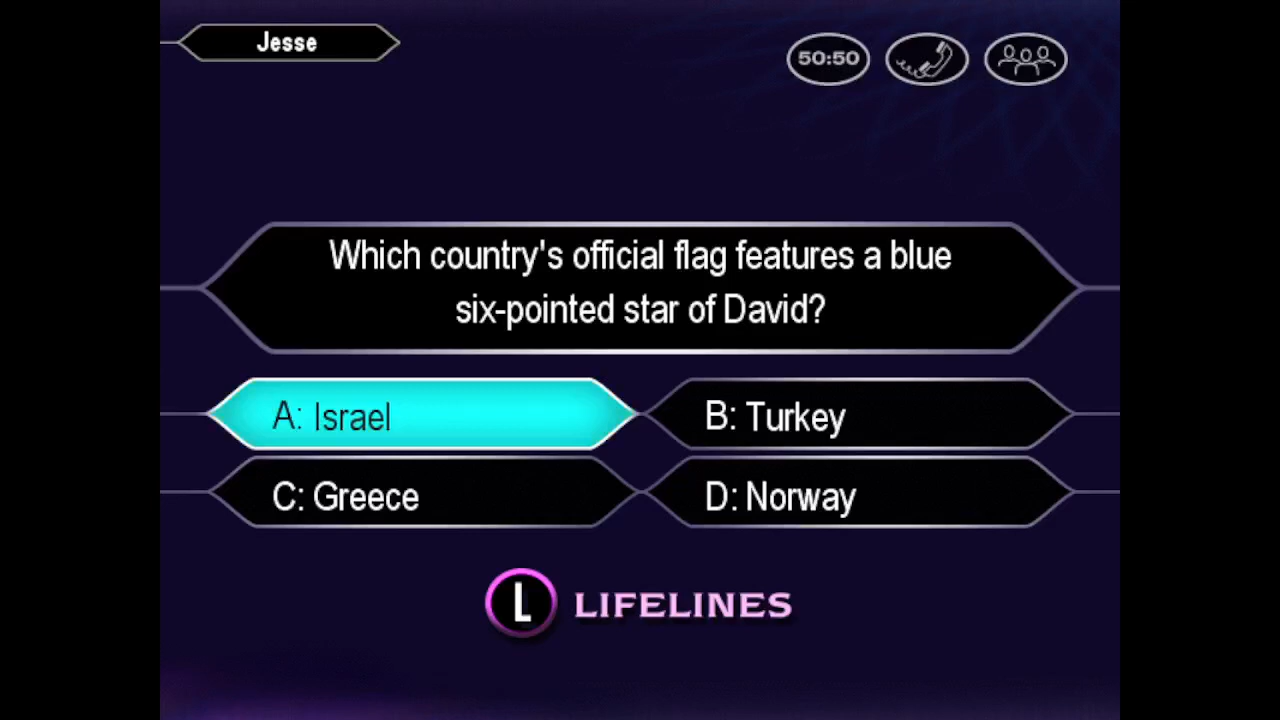 Jesse
50:50
Which country's official flag features a blue
six-pointed star of David?
A: Israel
B: Turkey
C: Greece
D: Norway
L LIFELINES